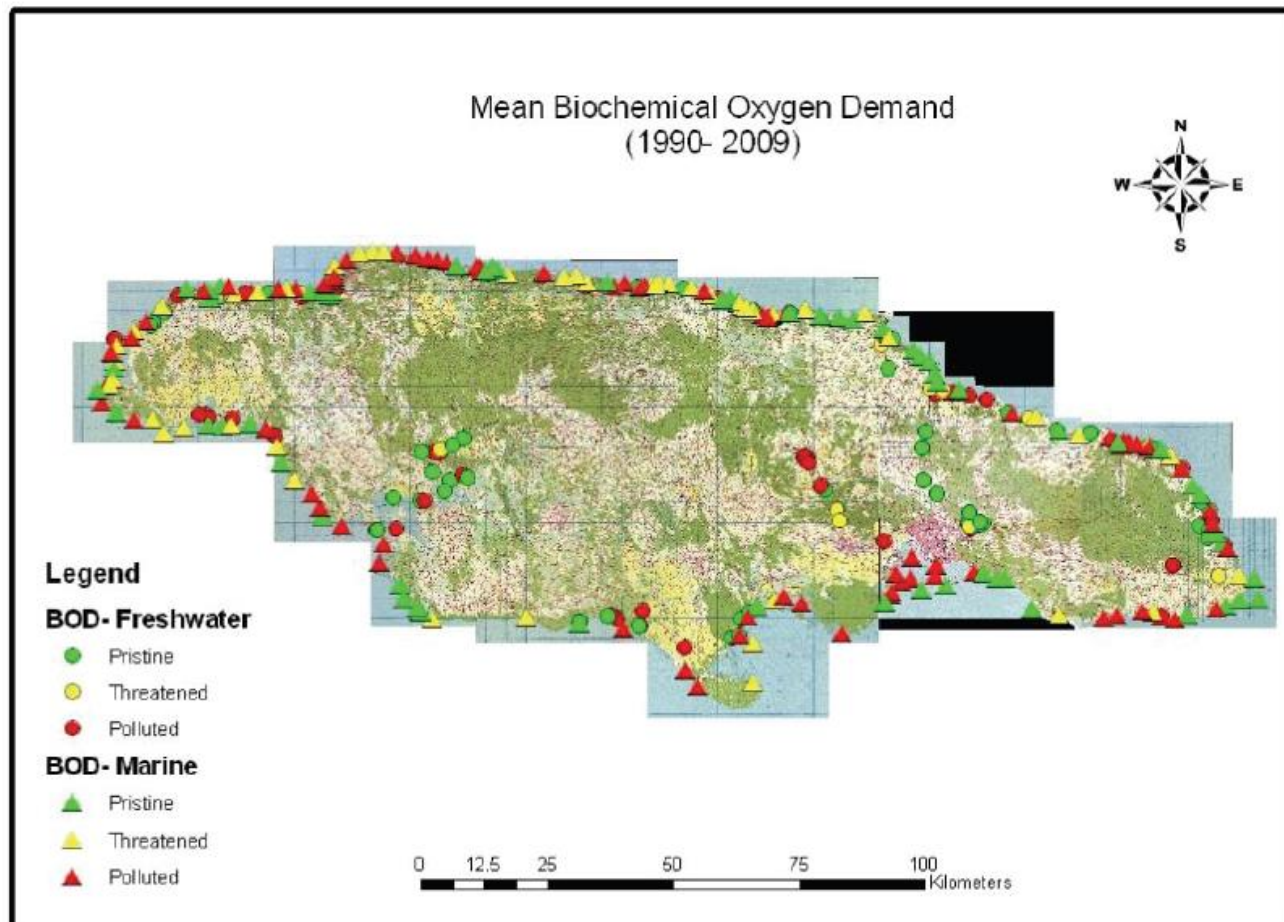 Mean Biochemical Oxygen Demand
(1990- 2009)
N
W E
S
Legend
BOD- Freshwater
Pristine
Threatened
Polluted
BOD- Marine
Pristine
Threatened
Polluted
0 12.5 25 50 75 100
Kilometers